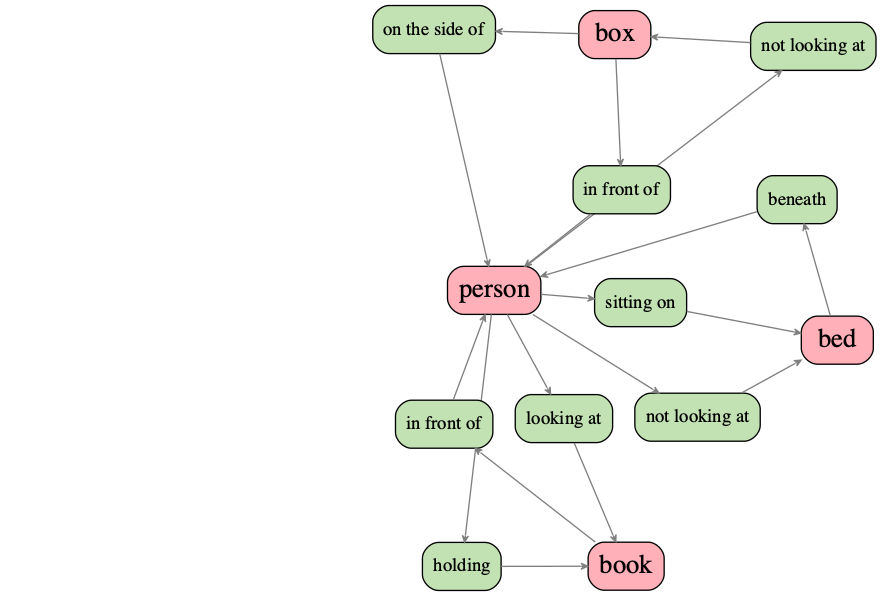 on the side of
box
not looking at
in front of
beneath
person
sitting on
bed
in front of
looking at
not looking at
holding
book